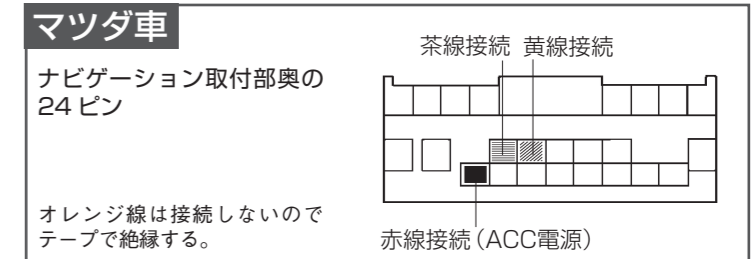 マツダ車
ナビゲーション取付部奥の
24ピン
オレンジ線は接続しないので
テープで絶縁する。
茶線接続 黄線接続
赤線接続(ACC電源)